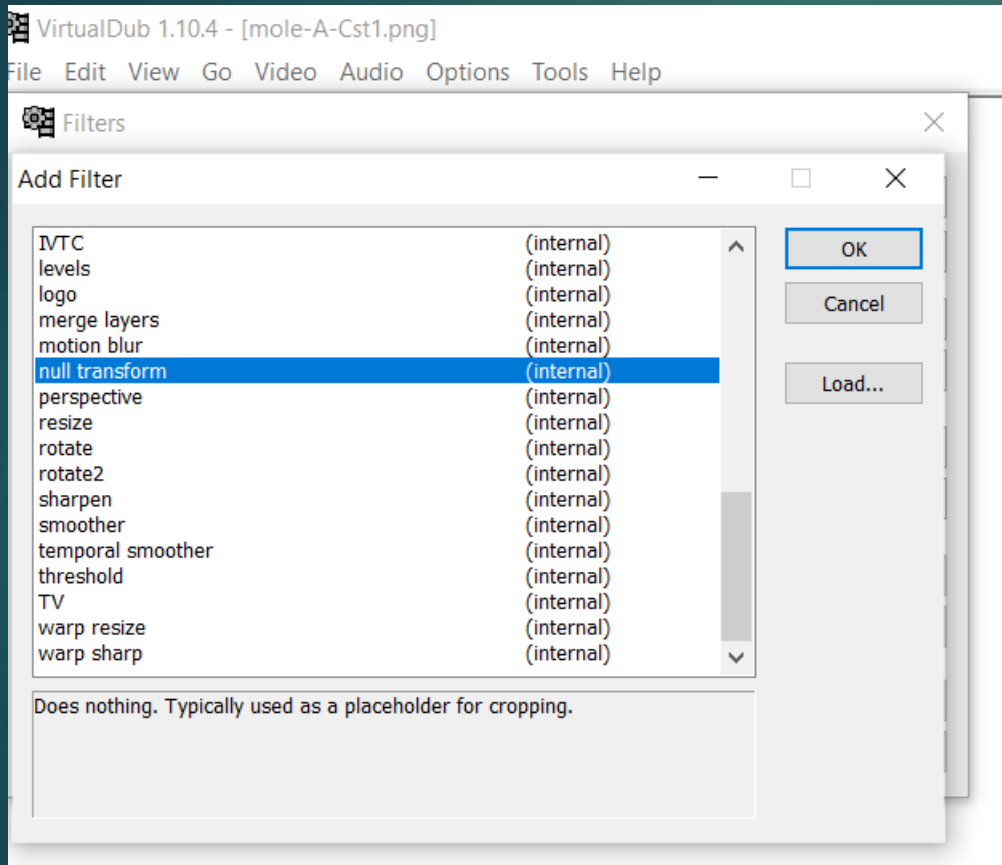 VirtualDub 1.10.4 - [mole-A-Cst1.png]
File Edit View Go Video Audio Options Tools Help
Filters
Add Filter
IVTC (internal)
levels (internal)
logo (internal)
merge layers (internal)
motion blur (internal)
null transform (internal)
perspective (internal)
resize (internal)
rotate (internal)
rotate2 (internal)
sharpen (internal)
smoother (internal)
temporal smoother (internal)
threshold (internal)
TV (internal)
warp resize (internal)
warp sharp (internal)
OK
Cancel
Load...
Does nothing. Typically used as a placeholder for cropping.